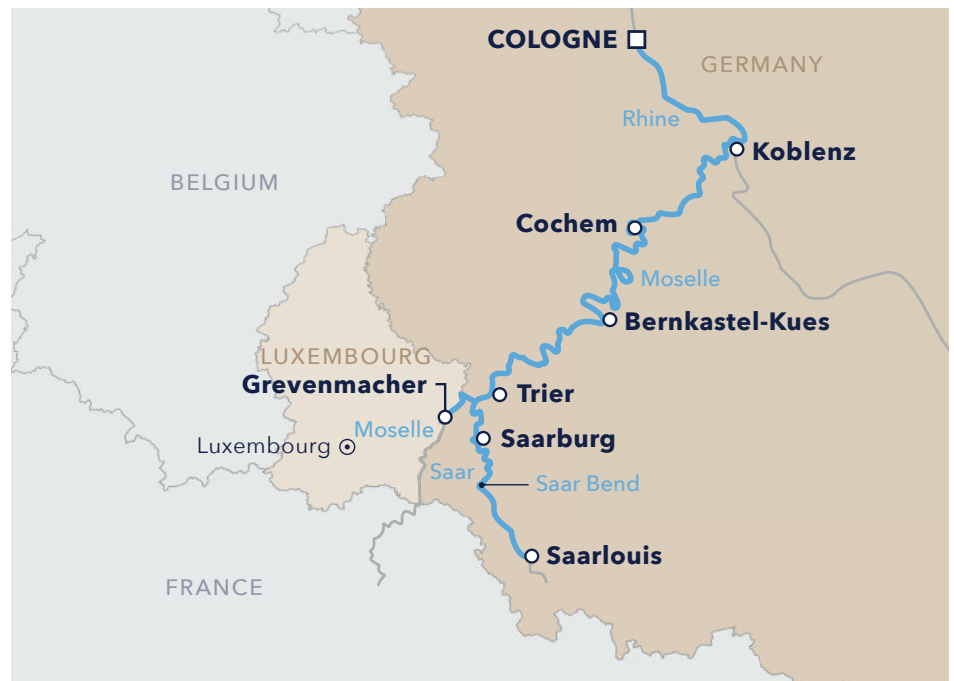 COLOGNE
GERMANY
Rhine
Koblenz
BELGIUM
Cochem
Moselle
Bernkastel-Kues
LUXEMBOURG
Grevenmacher
Trier
Moselle
Luxembourg
Saarburg
Saar
Saar Bend
Saarlouis
FRANCE